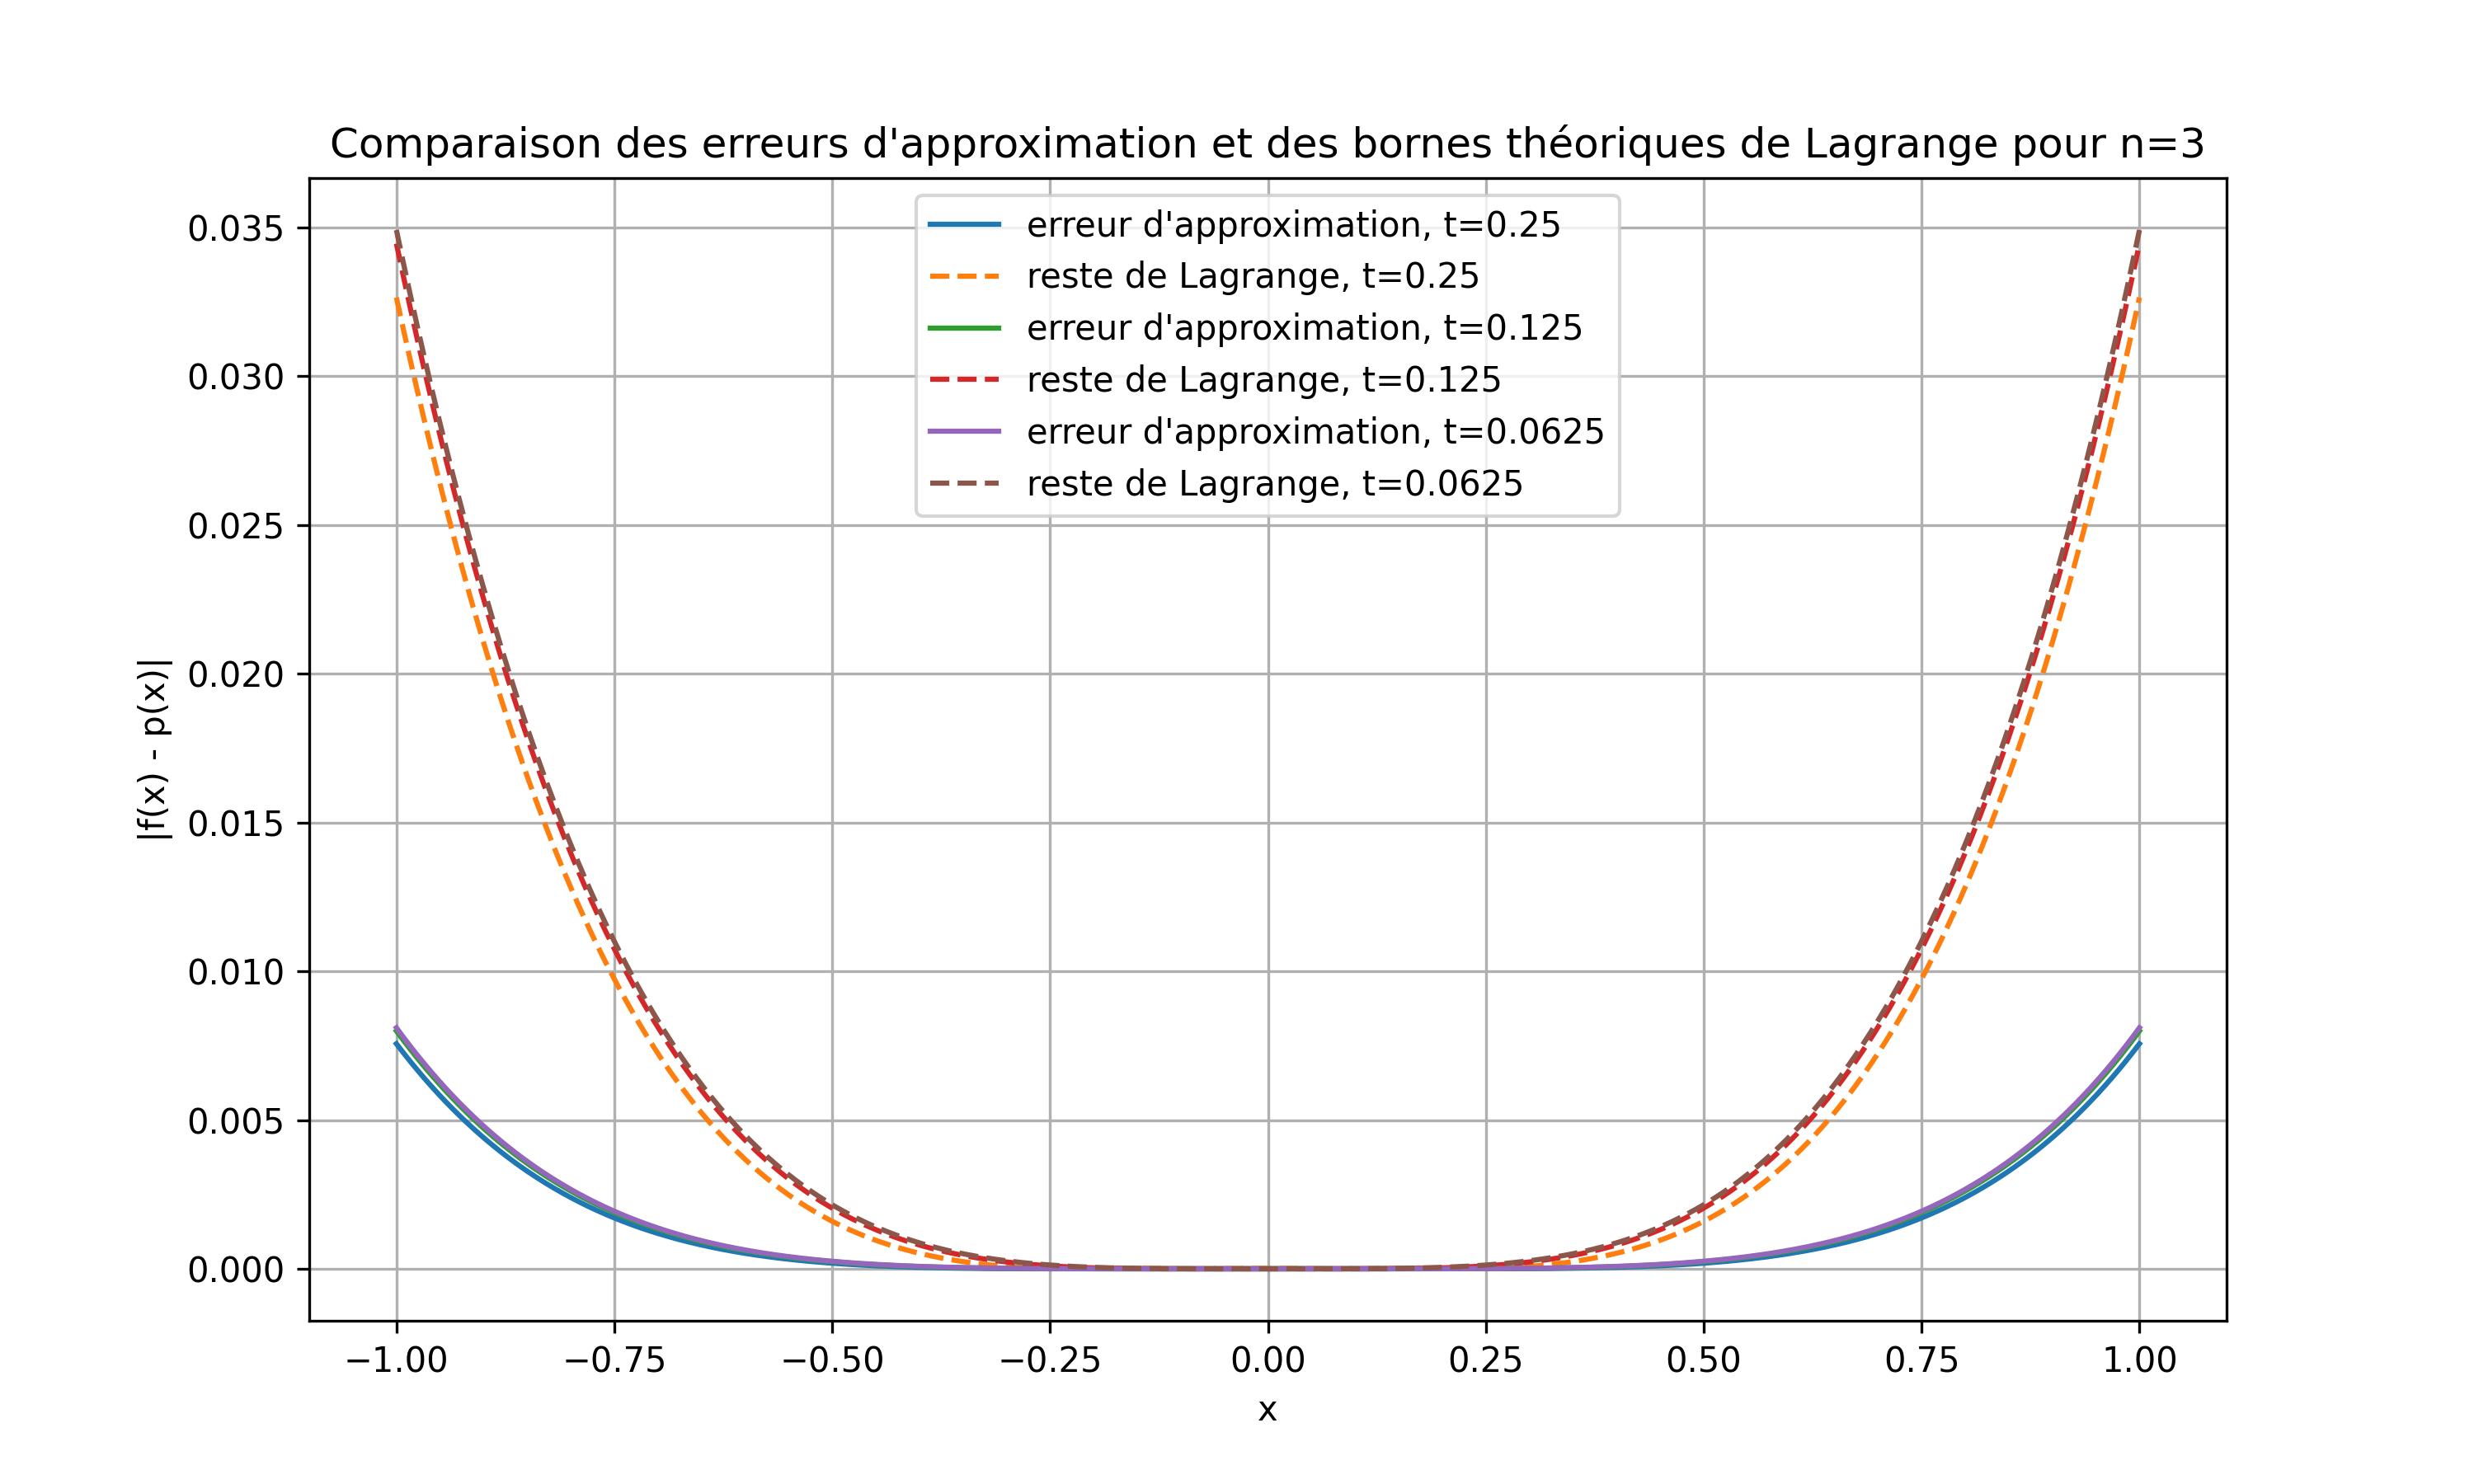 Comparaison des erreurs d'approximation et des bornes théoriques de Lagrange pour n=3
erreur d'approximation, t=0.25
reste de Lagrange, t=0.25
erreur d'approximation, t=0.125
reste de Lagrange, t=0.125
erreur d'approximation, t=0.0625
reste de Lagrange, t=0.0625
|f(x) - p(x)|
0.035
0.030
0.025
0.020
0.015
0.010
0.005
0.000
−1.00 −0.75 −0.50 −0.25 0.00 0.25 0.50 0.75 1.00
x